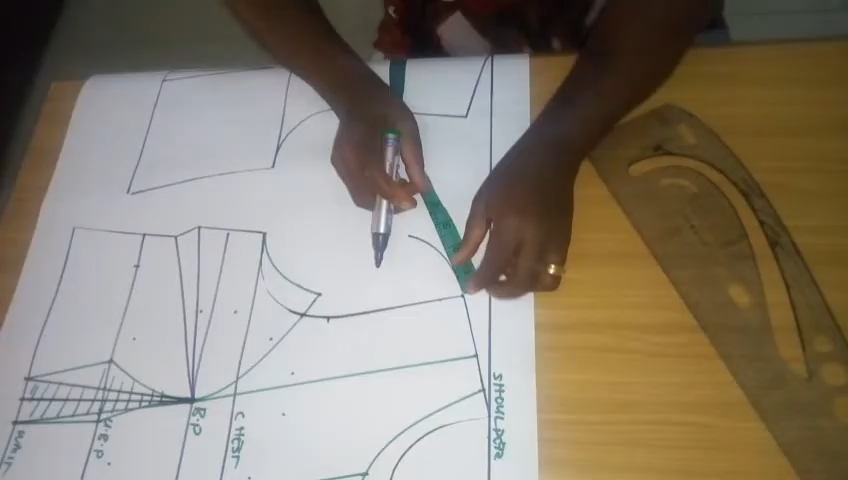 SHOULDER
CHEST
B.P
U.B.P
WAIST